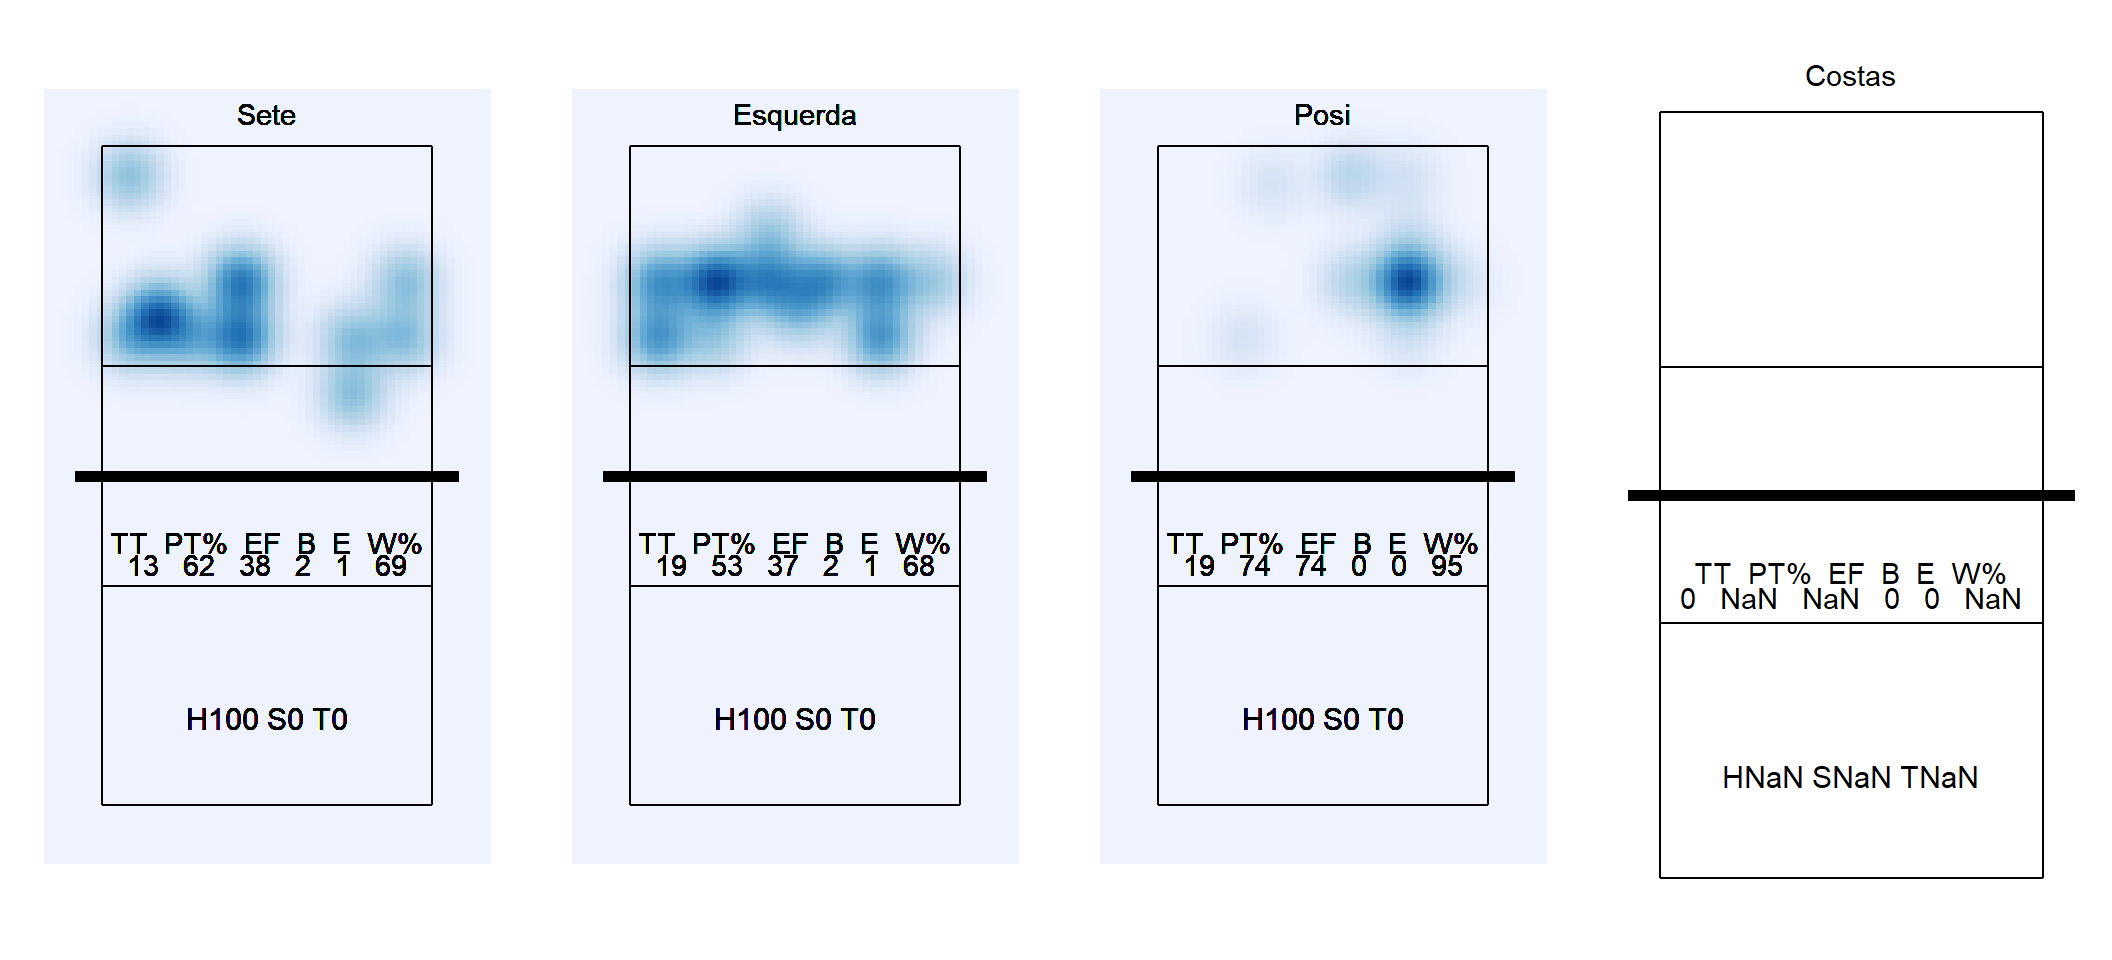 Sete
TT PT% EF B E W%
13 62 38 2 1 69
H100 S0 T0
Esquerda
TT PT% EF B E W%
19 53 37 2 1 68
H100 S0 T0
Posi
TT PT% EF B E W%
19 74 74 0 0 95
H100 S0 T0
Costas
TT PT% EF B E W%
0 NaN NaN 0 0 NaN
HNaN SNaN TNaN